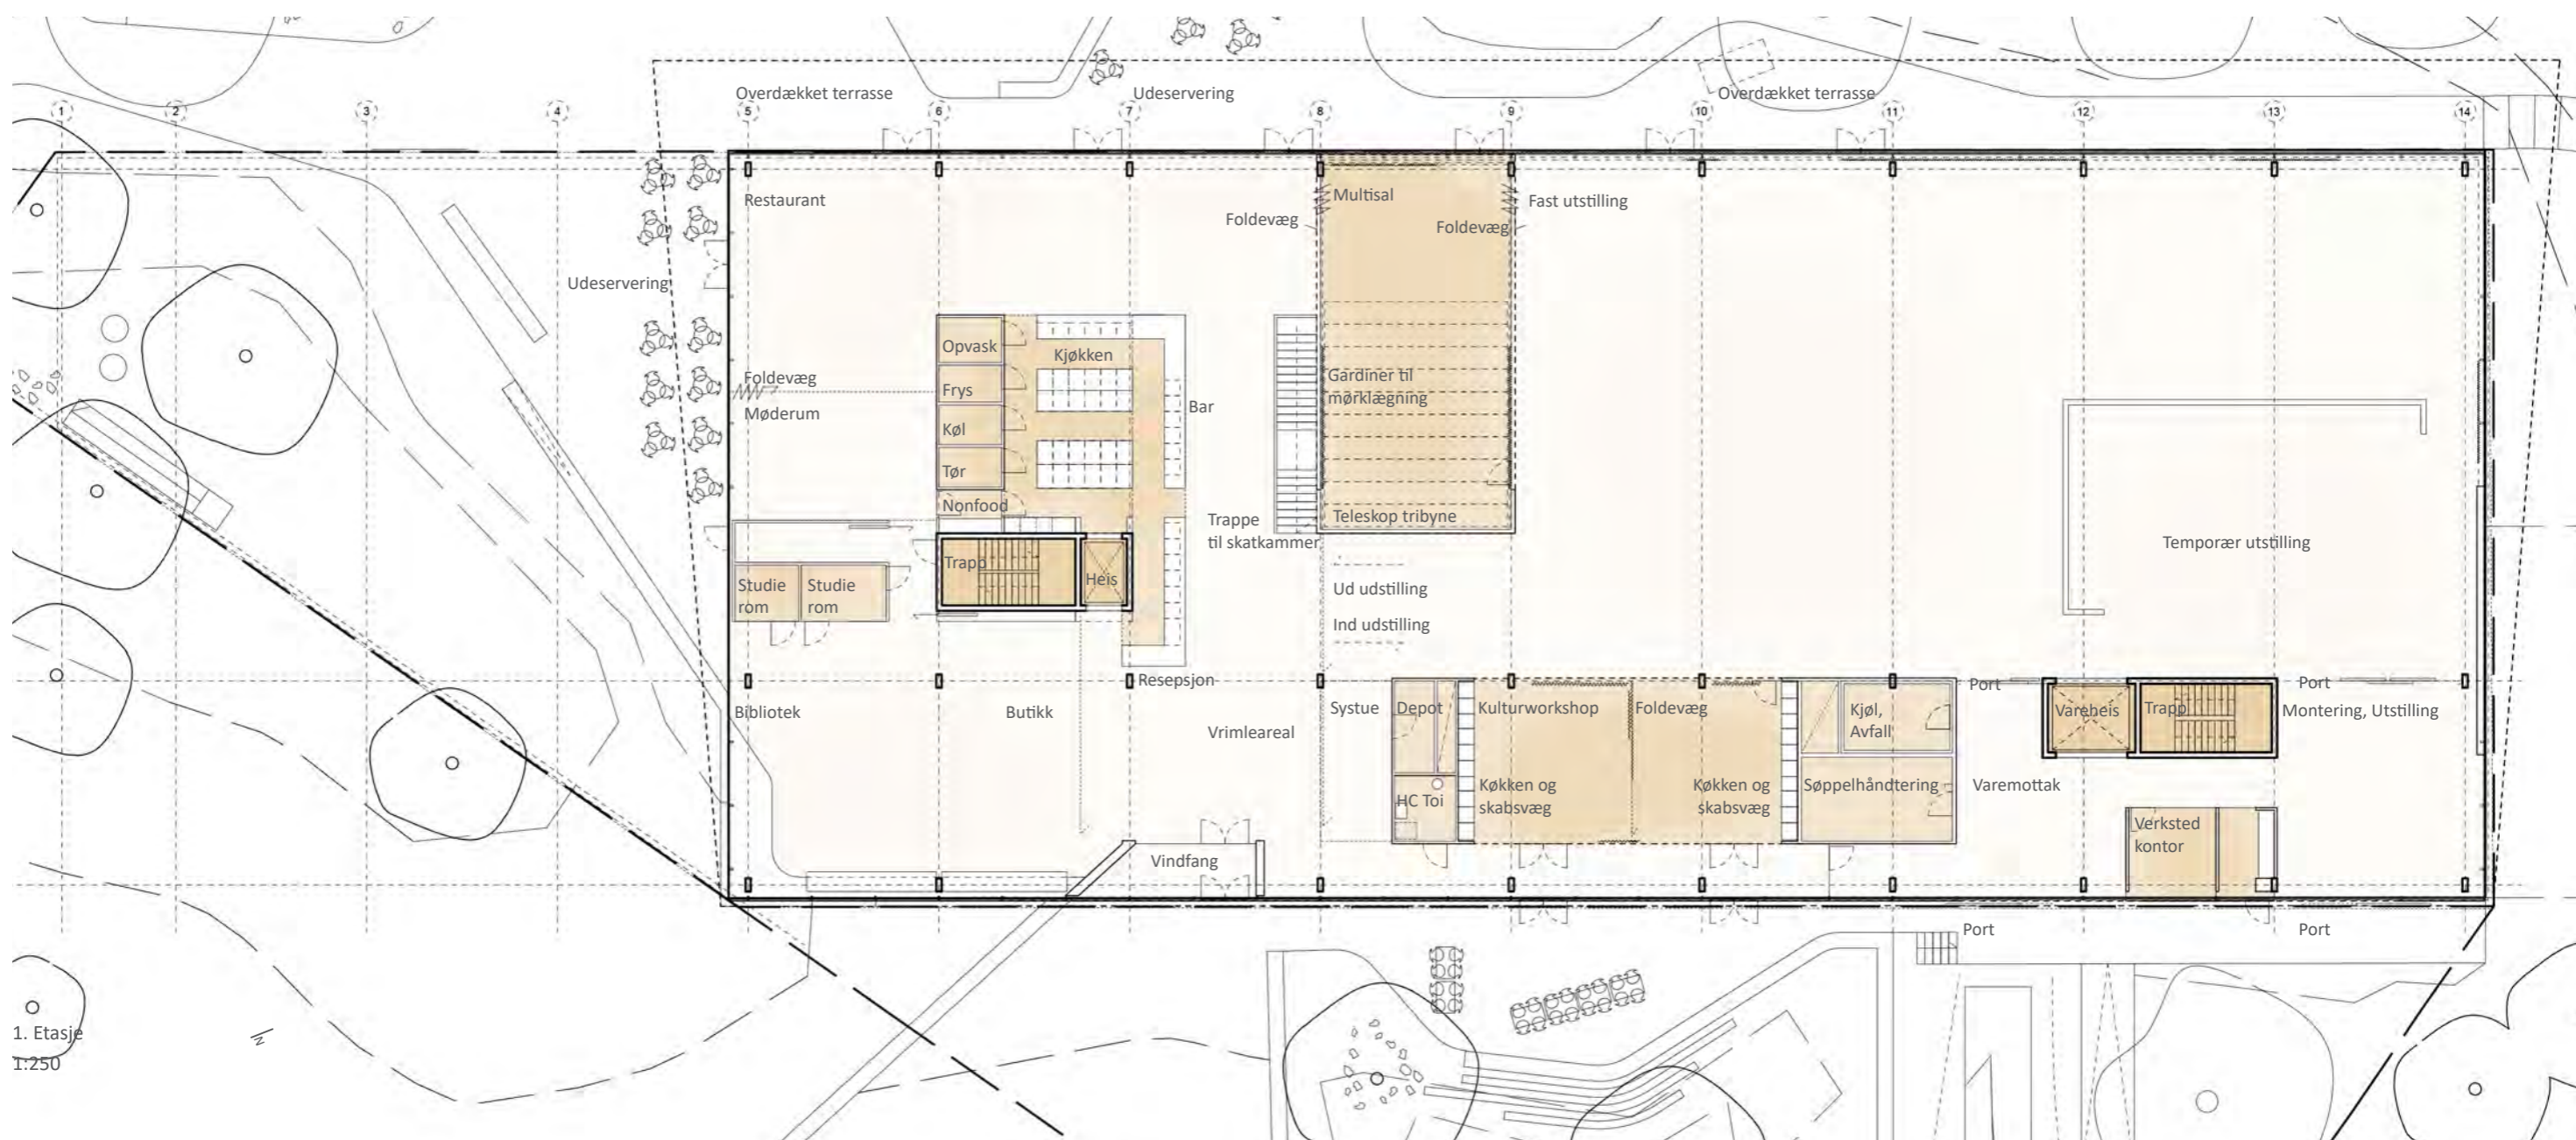 Overdækket terrasse
Udeservering
Overdækket terrasse
1
2
3
4
5
6
7
8
9
10
11
12
13
14
Restaurant
Multisal
Fast utstilling
Foldevæg
Foldevæg
Udeservering
Opvask
Kjøkken
Foldevæg
Frys
Gardiner til
mørklægning
Møderum
Bar
Køl
Tør
Nonfood
Trappe
til skatkammer
Teleskop tribyne
Temporær utstilling
Trapp
Heis
Studie
rom
Studie
rom
Ud udstilling
Ind udstilling
Resepsjon
Port
Port
Bibliotek
Butikk
Vrimleareal
Systue
Depot
Kulturworkshop
Foldevæg
Kjøl,
Avfall
Vareheis
Trapp
Montering, Utstilling
HC Toi
Køkken og
skabsvæg
Køkken og
skabsvæg
Søppelhåndtering
Varemottak
Verksted
kontor
Vindfang
Port
Port
1. Etasje
1:250
N